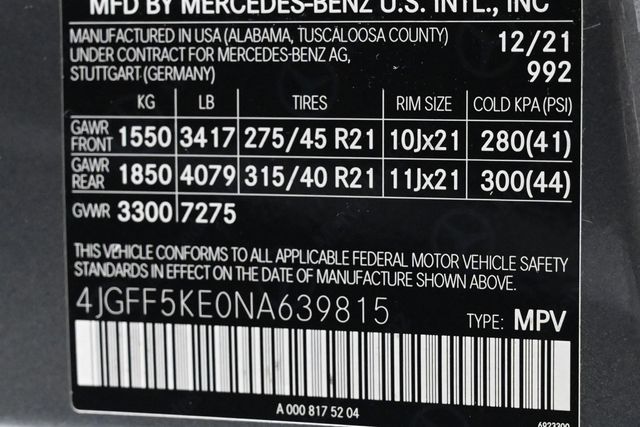 MFD BY MERCEDES-BENZ U.S. INTL., INC
MANUFACTURED IN USA (ALABAMA, TUSCALOOSA COUNTY) 12/21
UNDER CONTRACT FOR MERCEDES-BENZ AG,
STUTTGART (GERMANY) 992
KG LB TIRES RIM SIZE COLD KPA (PSI)
GAWR FRONT 1550 3417 275/45 R21 10Jx21 280(41)
GAWR REAR 1850 4079 315/40 R21 11Jx21 300(44)
GVWR 3300 7275
THIS VEHICLE CONFORMS TO ALL APPLICABLE FEDERAL MOTOR VEHICLE SAFETY
STANDARDS IN EFFECT ON THE DATE OF MANUFACTURE SHOWN ABOVE.
4JGFF5KE0NA639815 TYPE: MPV
A 000 817 52 04
6923300